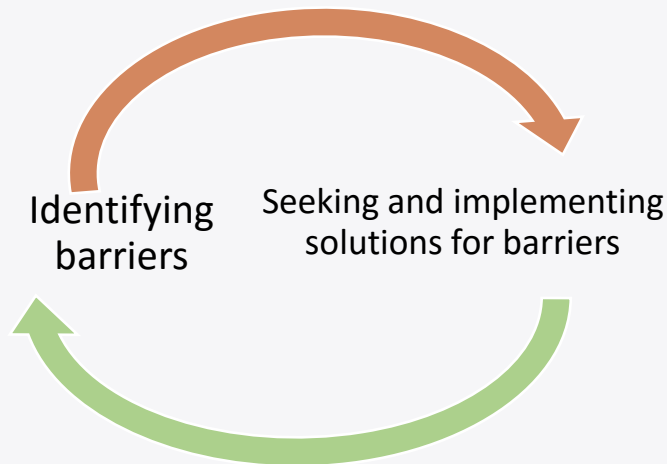 Identifying
barriers
Seeking and implementing
solutions for barriers